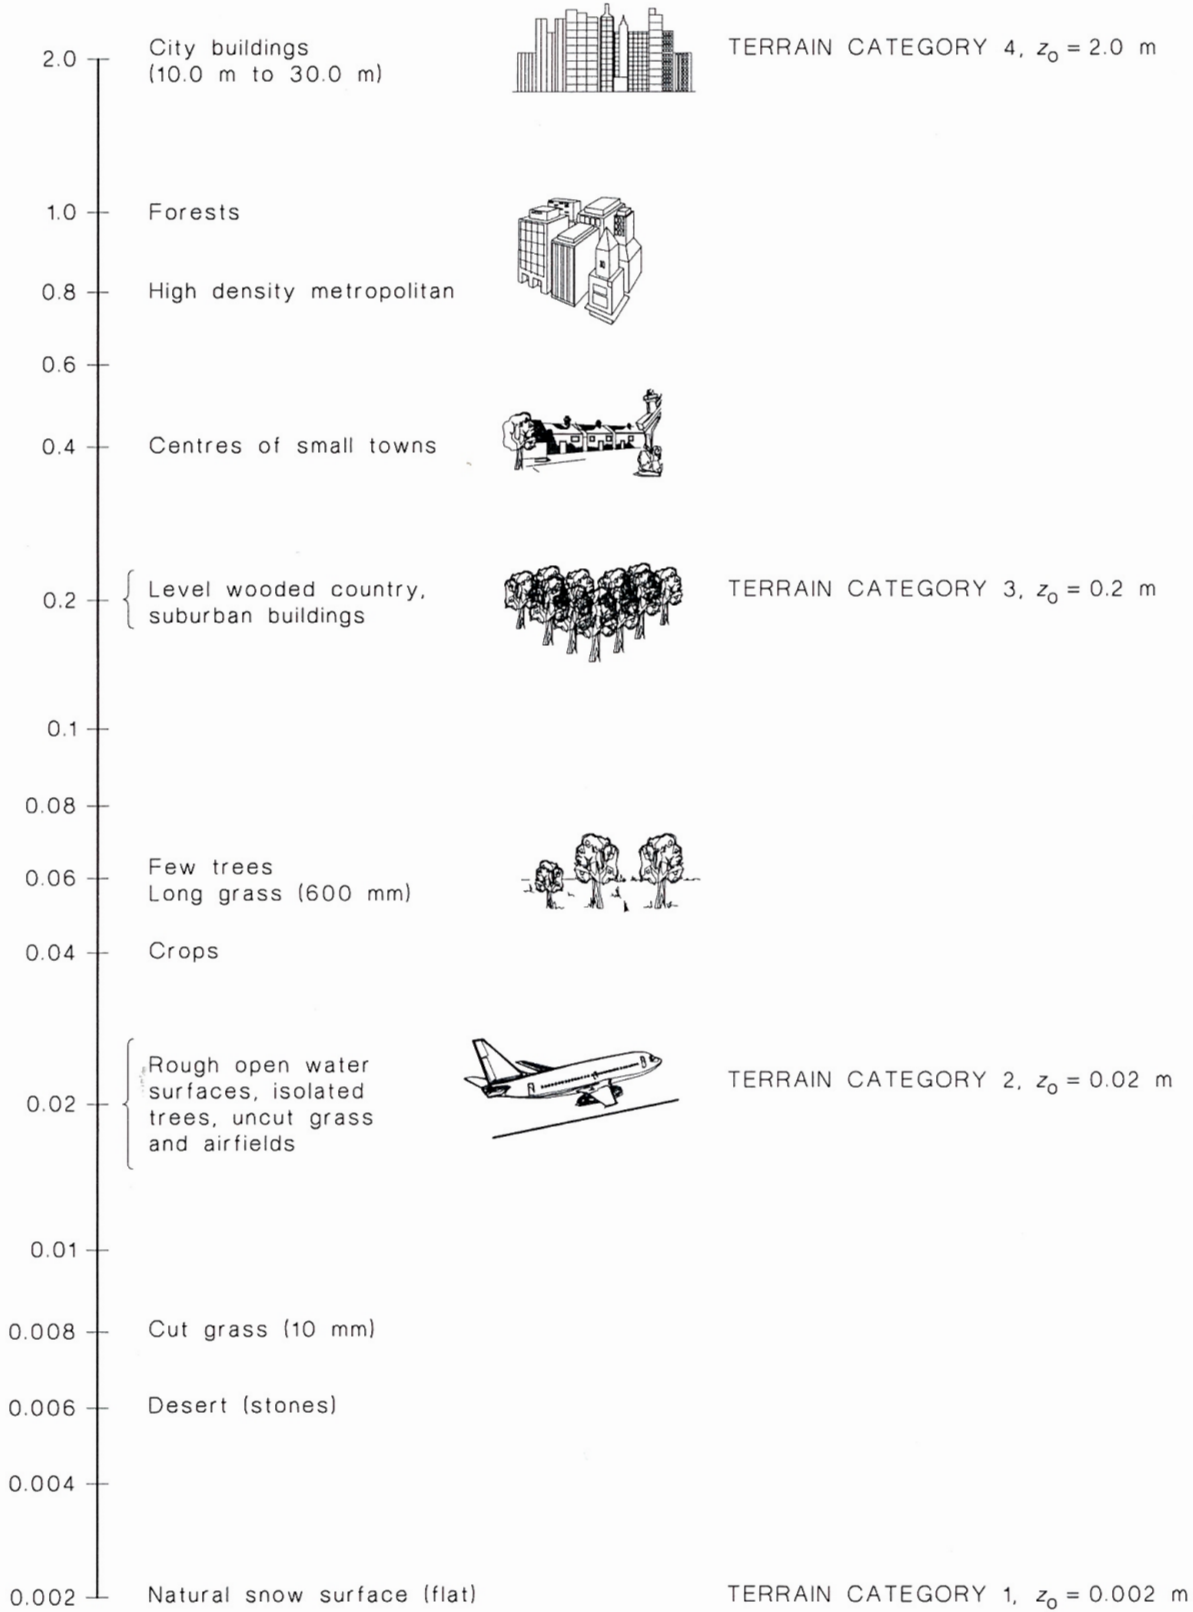 2.0 City buildings TERRAIN CATEGORY 4, z₀ = 2.0 m
(10.0 m to 30.0 m)
1.0 Forests
0.8 High density metropolitan
0.6
0.4 Centres of small towns
0.2 Level wooded country, TERRAIN CATEGORY 3, z₀ = 0.2 m
suburban buildings
0.1
0.08
Few trees
0.06 Long grass (600 mm)
0.04 Crops
Rough open water TERRAIN CATEGORY 2, z₀ = 0.02 m
surfaces, isolated
0.02 trees, uncut grass
and airfields
0.01
0.008 Cut grass (10 mm)
0.006 Desert (stones)
0.004
0.002 Natural snow surface (flat) TERRAIN CATEGORY 1, z₀ = 0.002 m